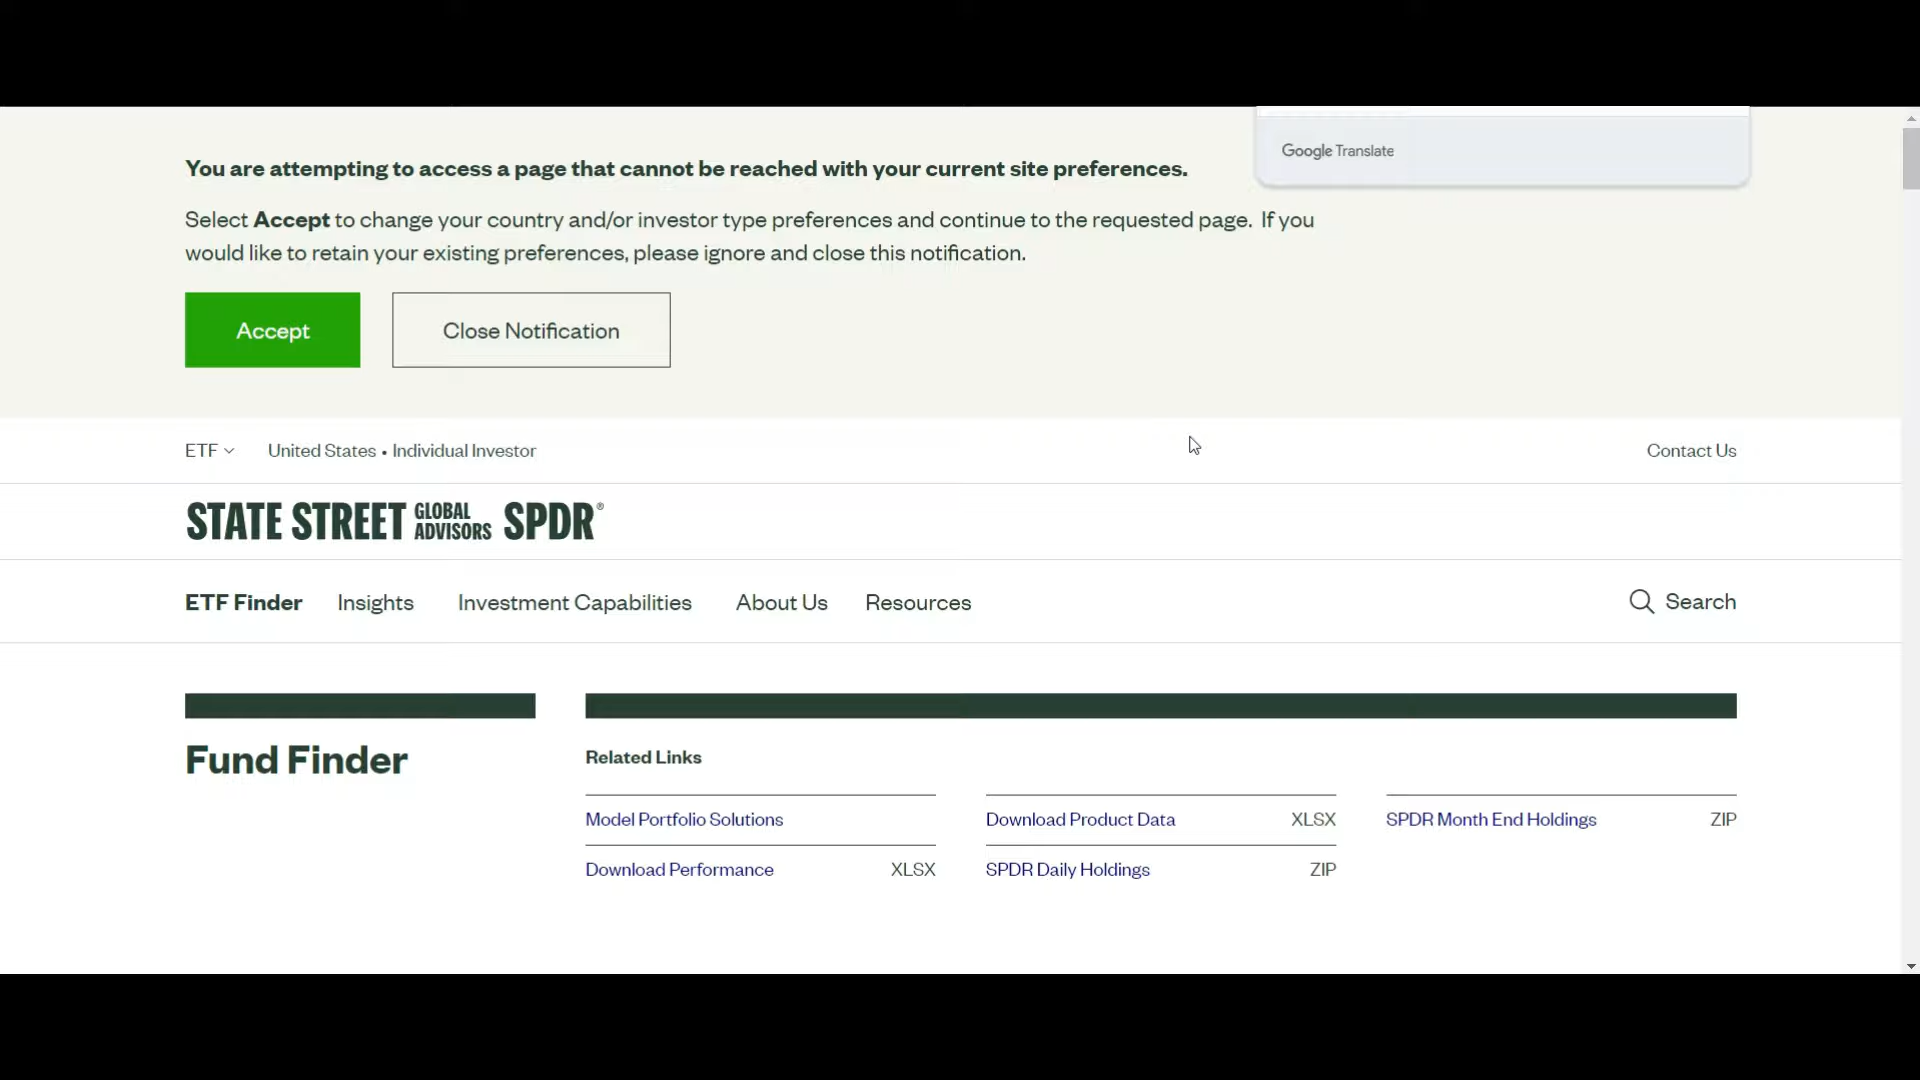 Google Translate
You are attempting to access a page that cannot be reached with your current site preferences.
Select Accept to change your country and/or investor type preferences and continue to the requested page. If you
would like to retain your existing preferences, please ignore and close this notification.
Accept
Close Notification
ETF
United States • Individual Investor
Contact Us
STATE STREET GLOBAL ADVISORS SPDR®
ETF Finder
Insights
Investment Capabilities
About Us
Resources
Search
Fund Finder
Related Links
Model Portfolio Solutions
Download Product Data XLSX
SPDR Month End Holdings ZIP
Download Performance XLSX
SPDR Daily Holdings ZIP